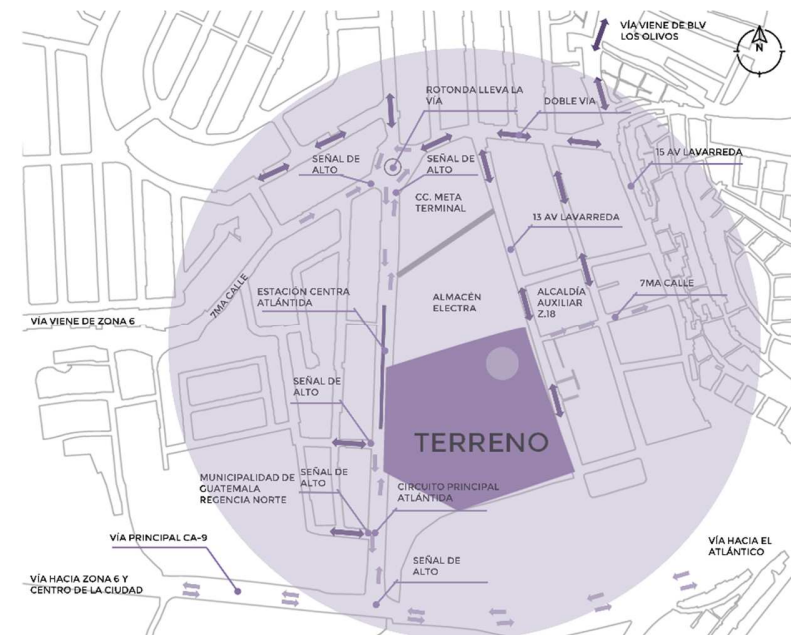 VÍA VIENE DE BLV
LOS OLIVOS
N
ROTONDA LLEVA LA
VÍA
DOBLE VÍA
SEÑAL DE
ALTO
SEÑAL DE
ALTO
15 AV LAVARREDA
CC. META
TERMINAL
13 AV LAVARREDA
7MA CALLE
ESTACIÓN CENTRA
ATLÁNTIDA
ALMACÉN
ELECTRA
ALCALDÍA
AUXILIAR
Z.18
7MA CALLE
VÍA VIENE DE ZONA 6
SEÑAL DE
ALTO
TERRENO
MUNICIPALIDAD DE
GUATEMALA
REGENCIA NORTE
SEÑAL DE
ALTO
CIRCUITO PRINCIPAL
ATLÁNTIDA
VÍA PRINCIPAL CA-9
VÍA HACIA EL
ATLÁNTICO
SEÑAL DE
ALTO
VÍA HACIA ZONA 6 Y
CENTRO DE LA CIUDAD